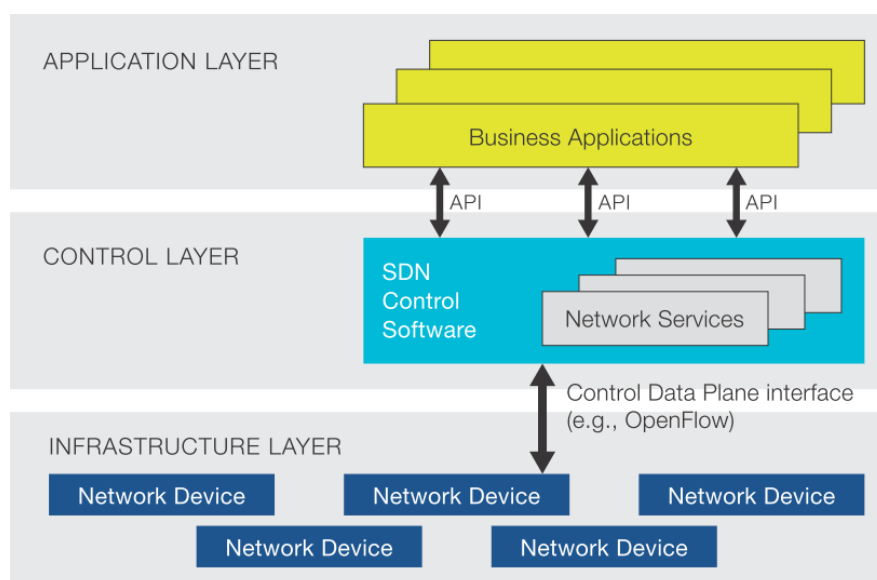 APPLICATION LAYER
Business Applications
API
API
API
CONTROL LAYER
SDN
Control
Software
Network Services
Control Data Plane interface
(e.g., OpenFlow)
INFRASTRUCTURE LAYER
Network Device
Network Device
Network Device
Network Device
Network Device